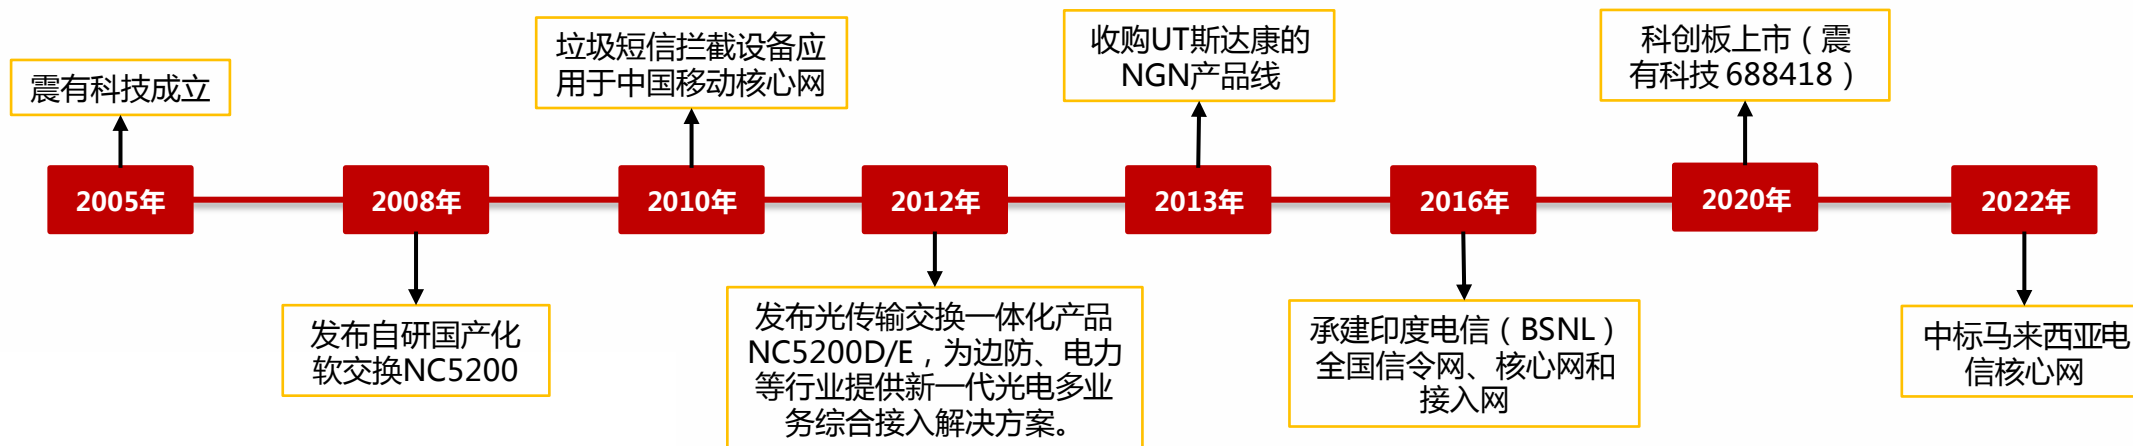 震有科技成立
垃圾短信拦截设备应
用于中国移动核心网
收购UT斯达康的
NGN产品线
科创板上市（震
有科技 688418）
2005年
2008年
2010年
2012年
2013年
2016年
2020年
2022年
发布自研国产化
软交换NC5200
发布光传输交换一体化产品
NC5200D/E，为边防、电力
等行业提供新一代光电多业
务综合接入解决方案。
承建印度电信（BSNL）
全国信令网、核心网和
接入网
中标马来西亚电
信核心网